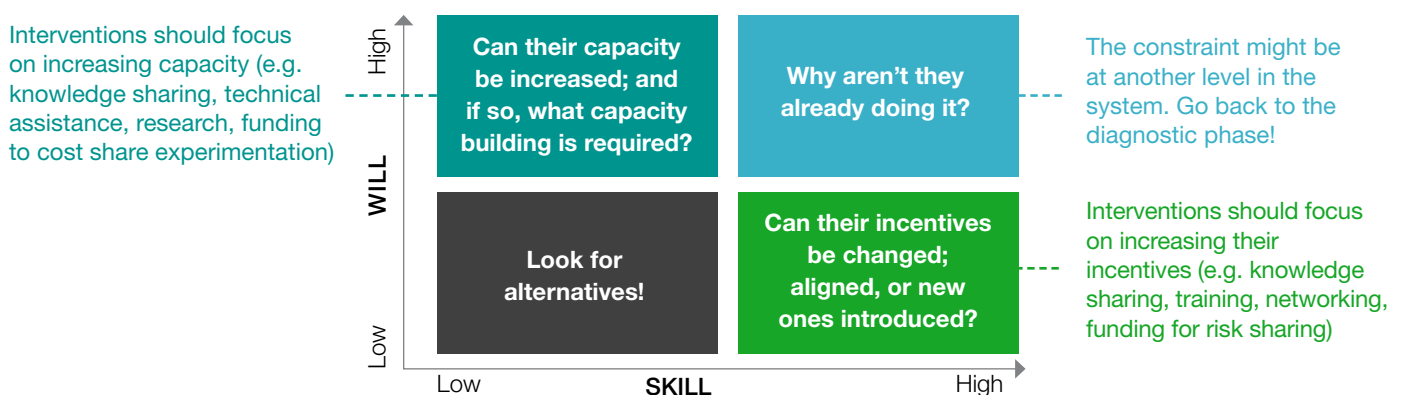 Interventions should focus
on increasing capacity (e.g.
knowledge sharing, technical
assistance, research, funding
to cost share experimentation)
High
WILL
Low
Can their capacity
be increased; and
if so, what capacity
building is required?
Why aren't they
already doing it?
The constraint might be
at another level in the
system. Go back to the
diagnostic phase!
Look for
alternatives!
Can their incentives
be changed;
aligned, or new
ones introduced?
Interventions should focus
on increasing their
incentives (e.g. knowledge
sharing, training, networking,
funding for risk sharing)
Low
SKILL
High